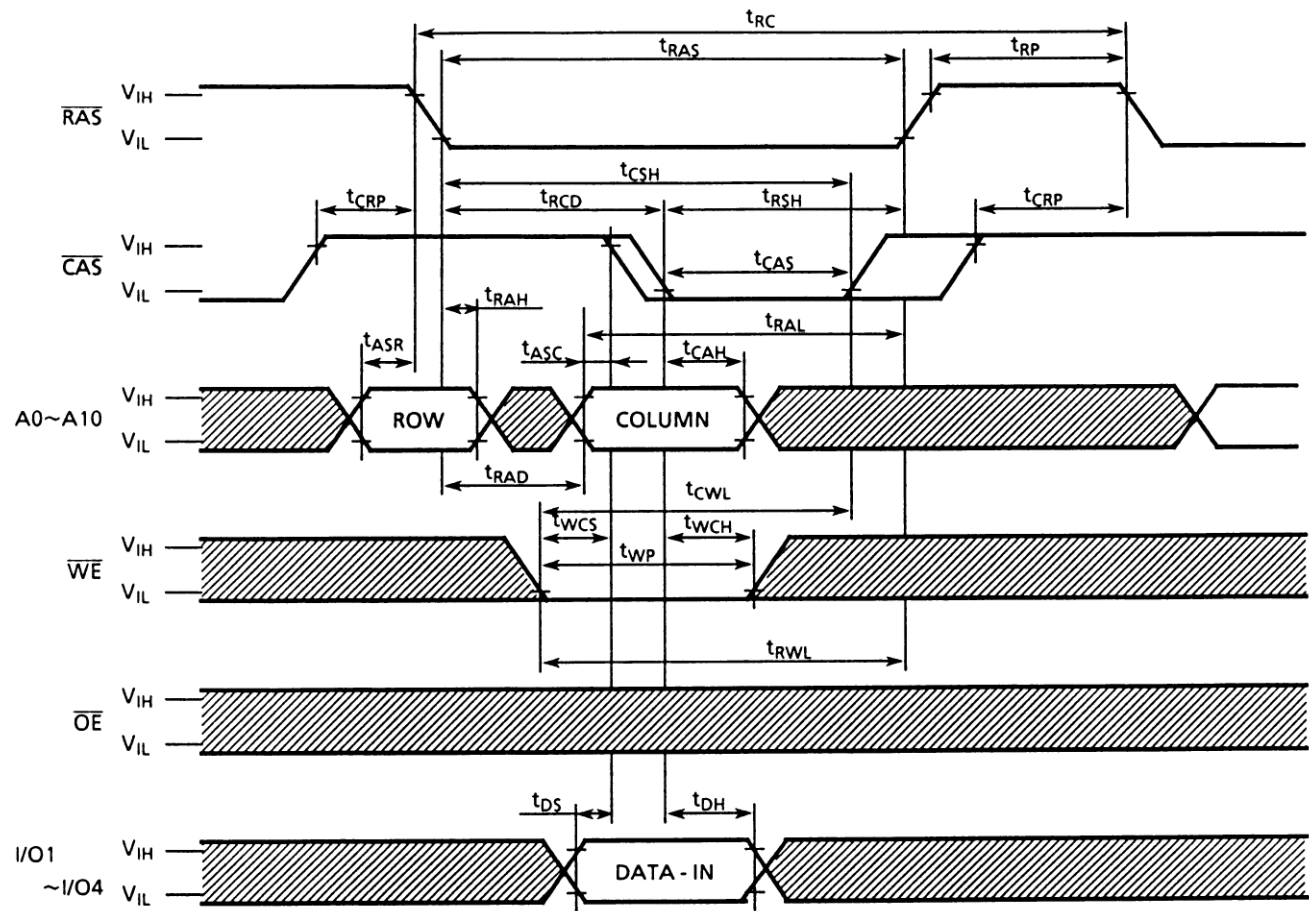 tRC
tRAS
tRP
RAS
VIH
VIL
tCSH
tCRP
tRCD
tRSH
tCRP
CAS
VIH
VIL
tCAS
tRAH
tRAL
tASR
tASC
tCAH
A0~A10
VIH
VIL
ROW
COLUMN
tRAD
tCWL
tWCS
tWCH
WE
VIH
VIL
tWP
tRWL
OE
VIH
VIL
tDS
tDH
I/O1
~I/O4
VIH
VIL
DATA - IN